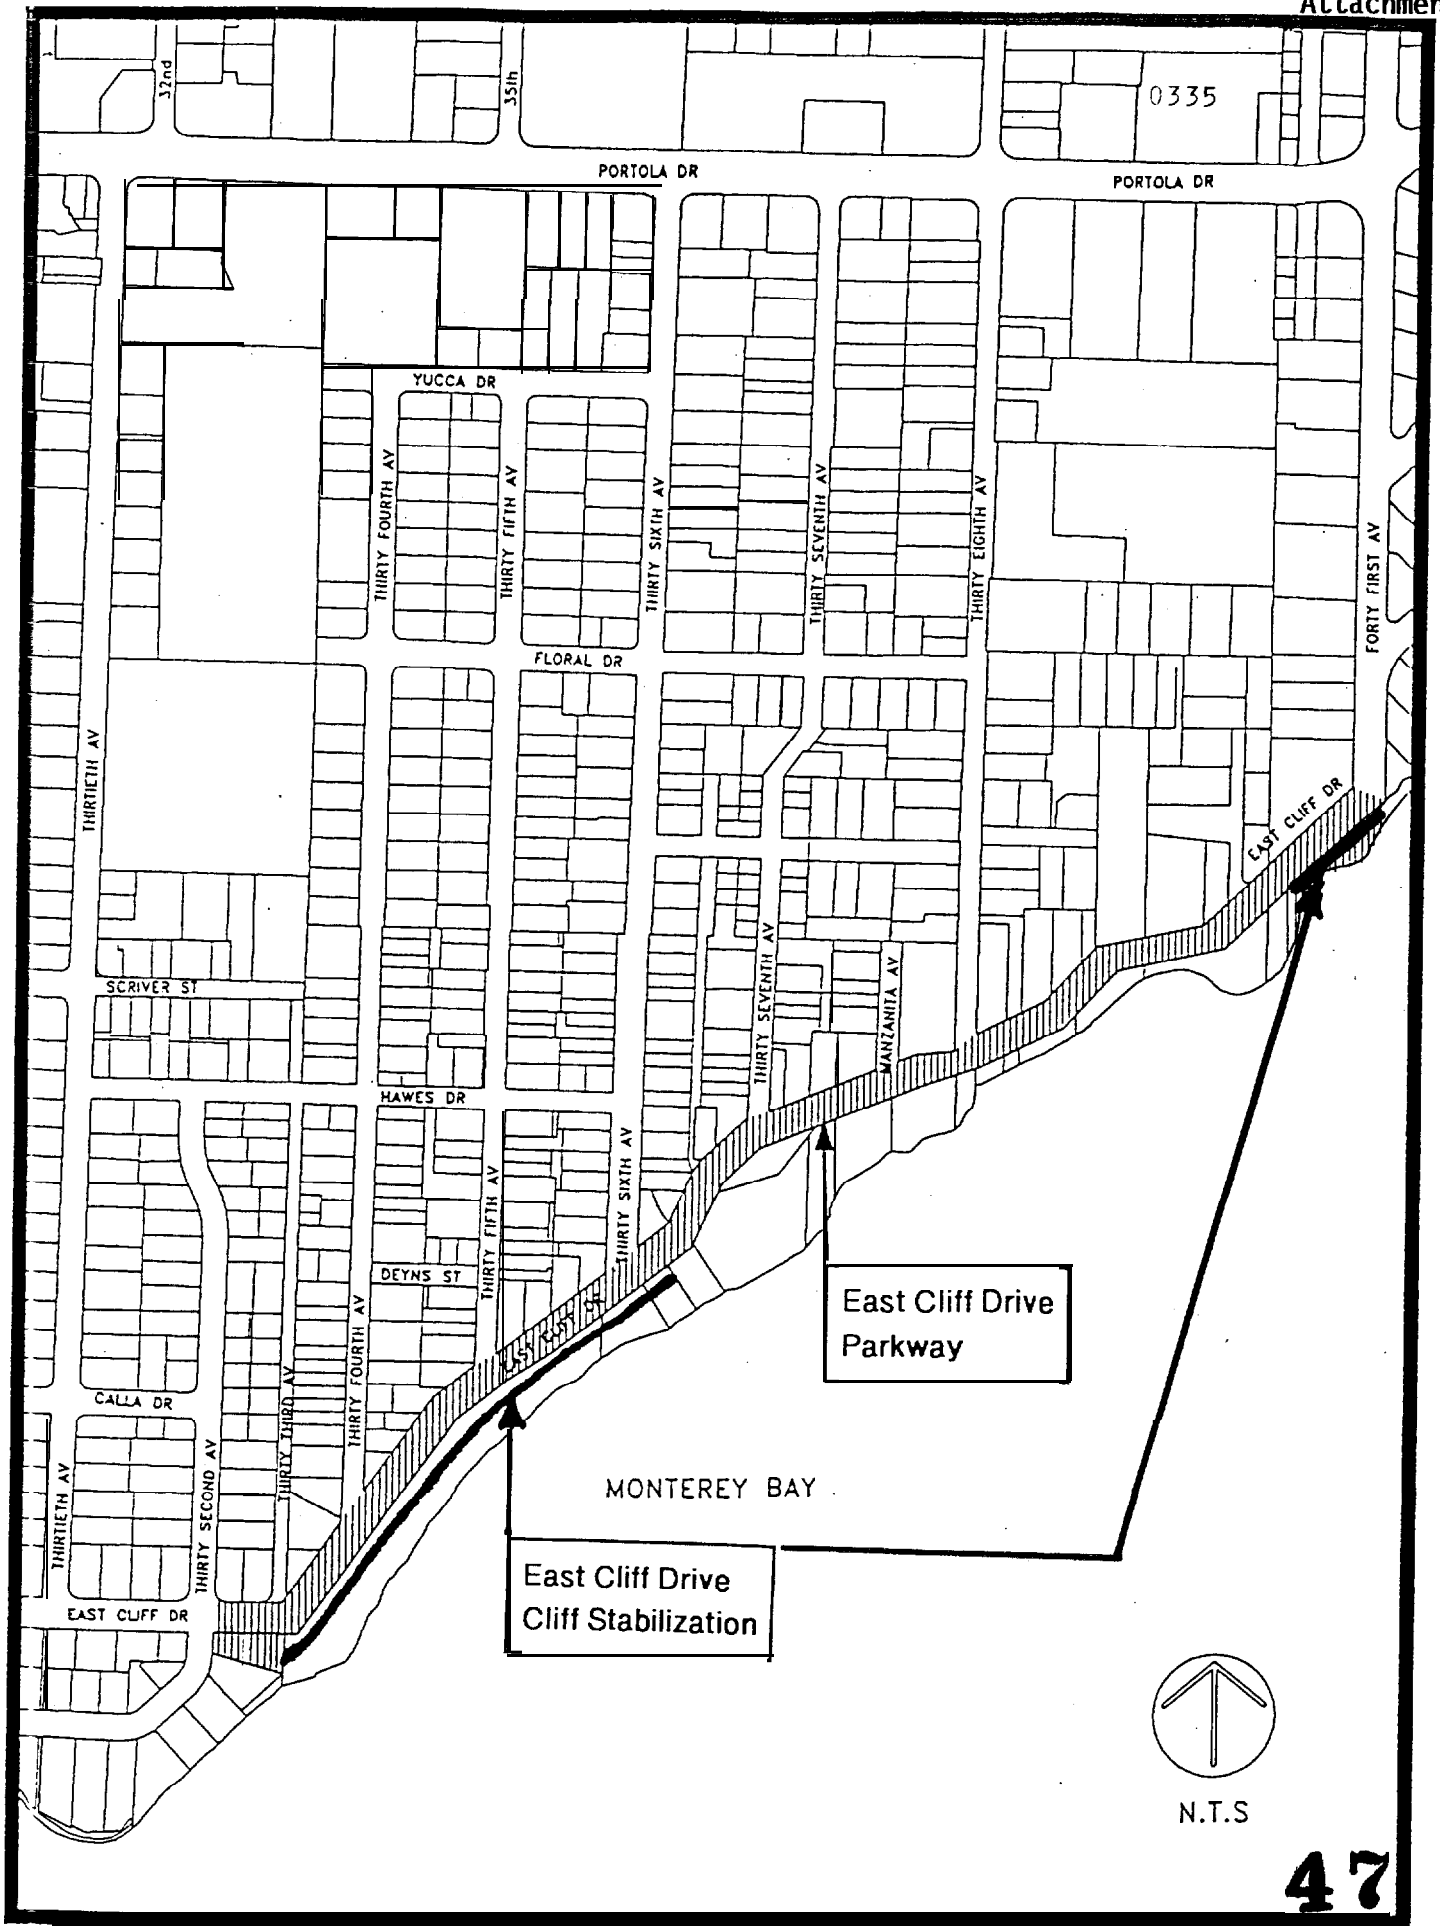 Attachmen
32nd
35th
0335
PORTOLA DR
PORTOLA DR
YUCCA DR
THIRTY FOURTH AV
THIRTY FIFTH AV
THIRTY SIXTH AV
THIRTY SEVENTH AV
THIRTY EIGHTH AV
FORTY FIRST AV
FLORAL DR
THIRTIETH AV
EAST CLIFF DR
SCRIVER ST
THIRTY SEVENTH AV
MANZANITA AV
HAWES DR
THIRTY FIFTH AV
THIRTY SIXTH AV
DEYNS ST
East Cliff Drive
Parkway
EAST CLIFF DR
CALLA DR
THIRTY THIRD AV
THIRTY FOURTH AV
THIRTIETH AV
THIRTY SECOND AV
MONTEREY BAY
East Cliff Drive
Cliff Stabilization
EAST CLIFF DR
N.T.S
47